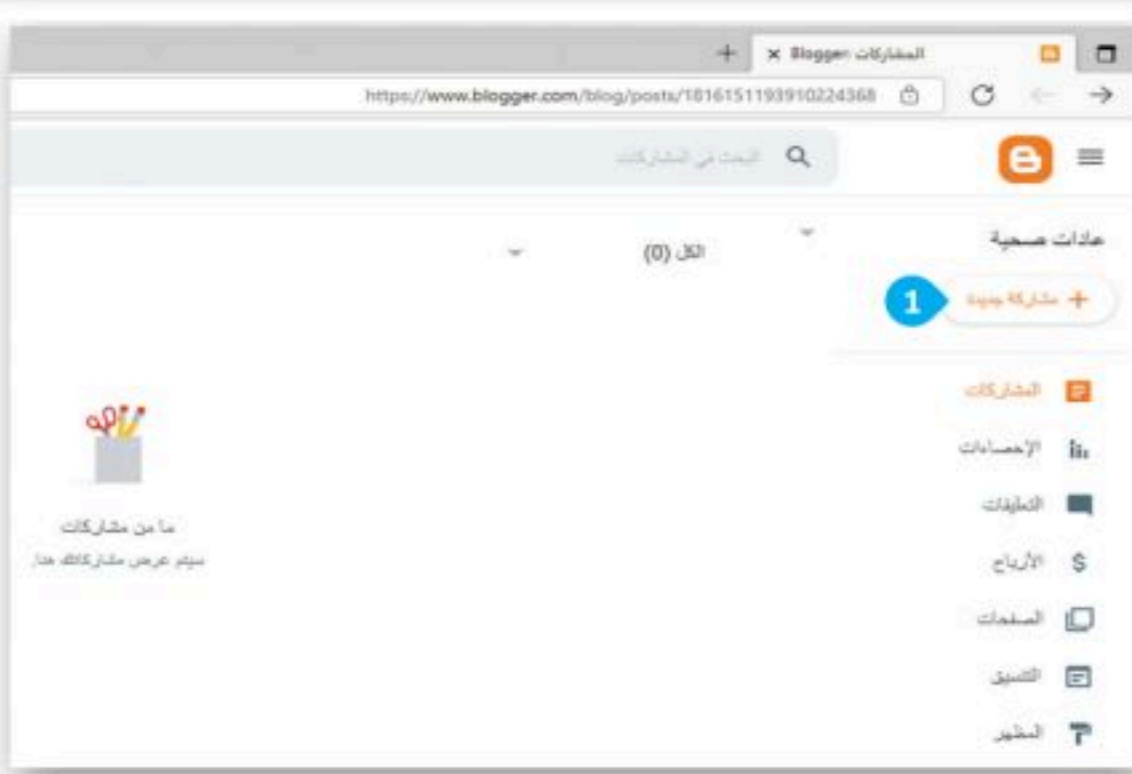 المشاركات Blogger
https://www.blogger.com/blog/posts/1816151193910224368
البحث في المشاركات
عادات صحية
الكل (0)
+ مشاركة جديدة
1
المشاركات
الإحصاءات
التعليقات
الأرباح
الصفحات
التنسيق
المظهر
ما من مشاركات
سيتم عرض مشاركاتك هنا.